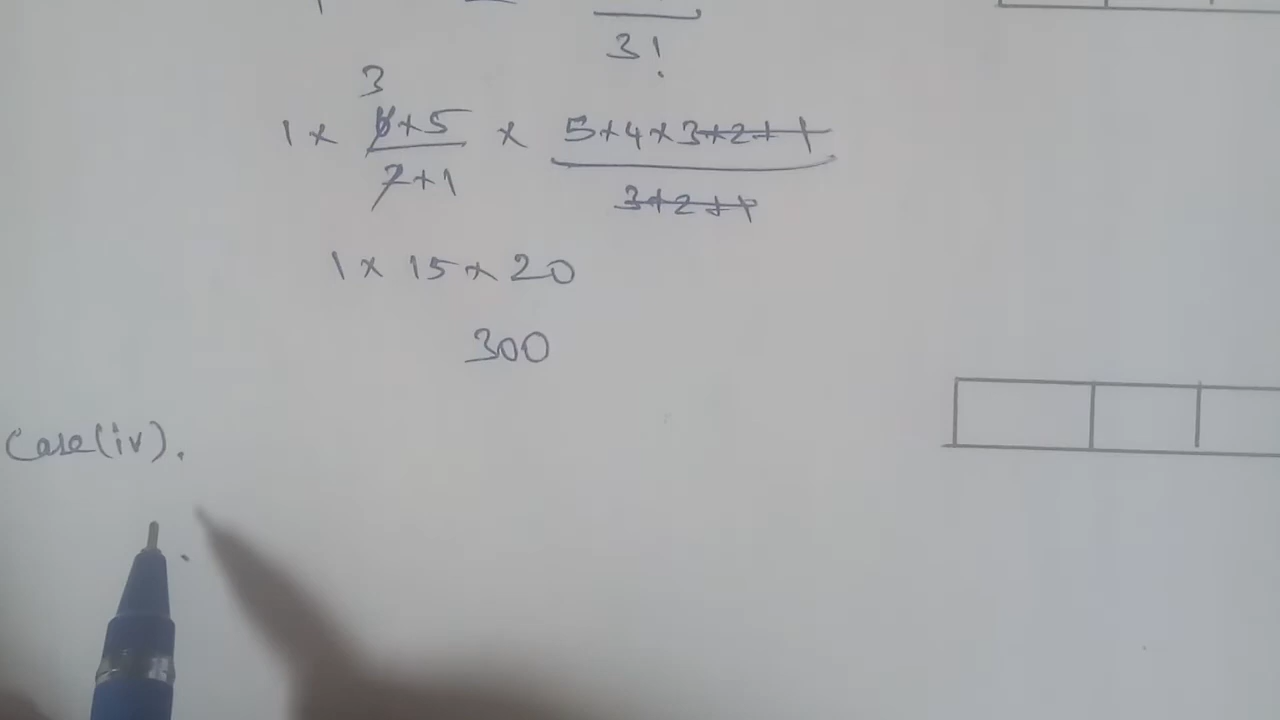 3!
3
1 × 6×5 × 5×4×3×2×1
2×1 3×2×1
1 × 15 × 20
300
Case(iv).